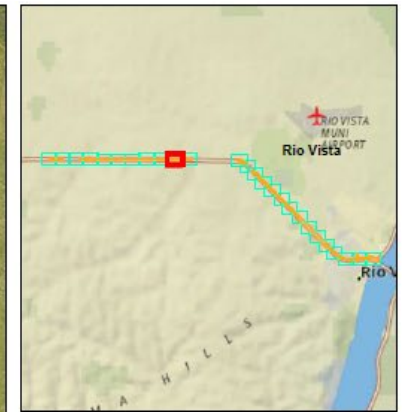 RIO VISTA
MUNI
AIRPORT
Rio Vista
Rio V
M A H I L L S